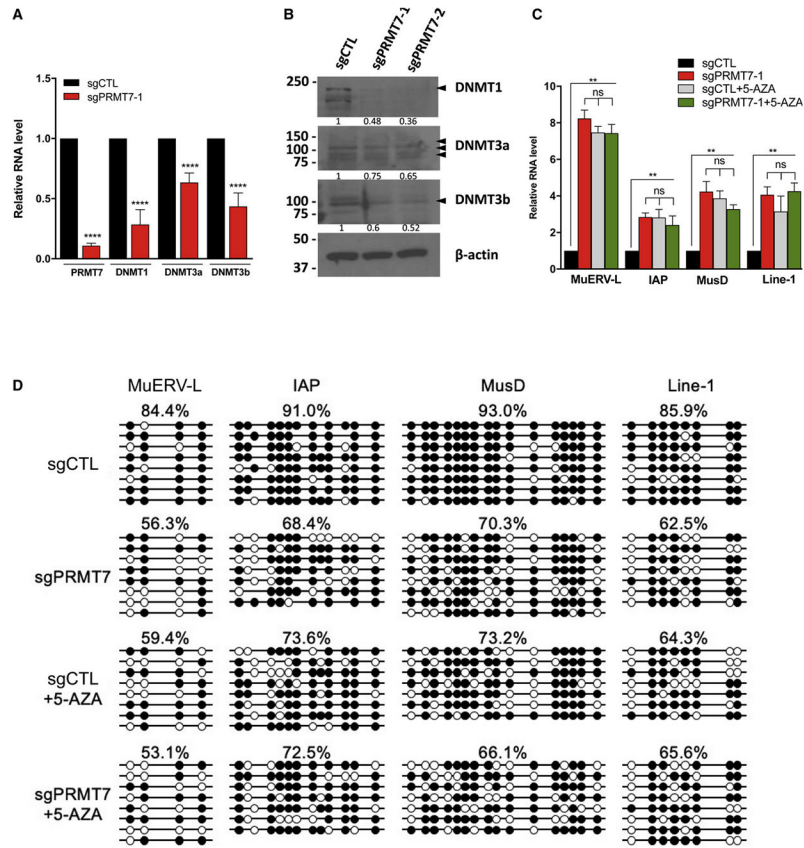 A
sgCTL
sgPRMT7-1
Relative RNA level
1.5
1.0
0.5
0.0
****
****
****
****
PRMT7
DNMT1
DNMT3a
DNMT3b
B
sgCTL
sgPRMT7-1
sgPRMT7-2
250 -
DNMT1
1 0.48 0.36
150 -
100 -
75 -
DNMT3a
1 0.75 0.65
100 -
75 -
DNMT3b
1 0.6 0.52
50 -
37 -
β-actin
C
sgCTL
sgPRMT7-1
sgCTL+5-AZA
sgPRMT7-1+5-AZA
Relative RNA level
10
8
6
4
2
0
**
ns
**
ns
**
ns
**
ns
MuERV-L
IAP
MusD
Line-1
D
MuERV-L IAP MusD Line-1
84.4% 91.0% 93.0% 85.9%
sgCTL
56.3% 68.4% 70.3% 62.5%
sgPRMT7
59.4% 73.6% 73.2% 64.3%
sgCTL
+5-AZA
53.1% 72.5% 66.1% 65.6%
sgPRMT7
+5-AZA